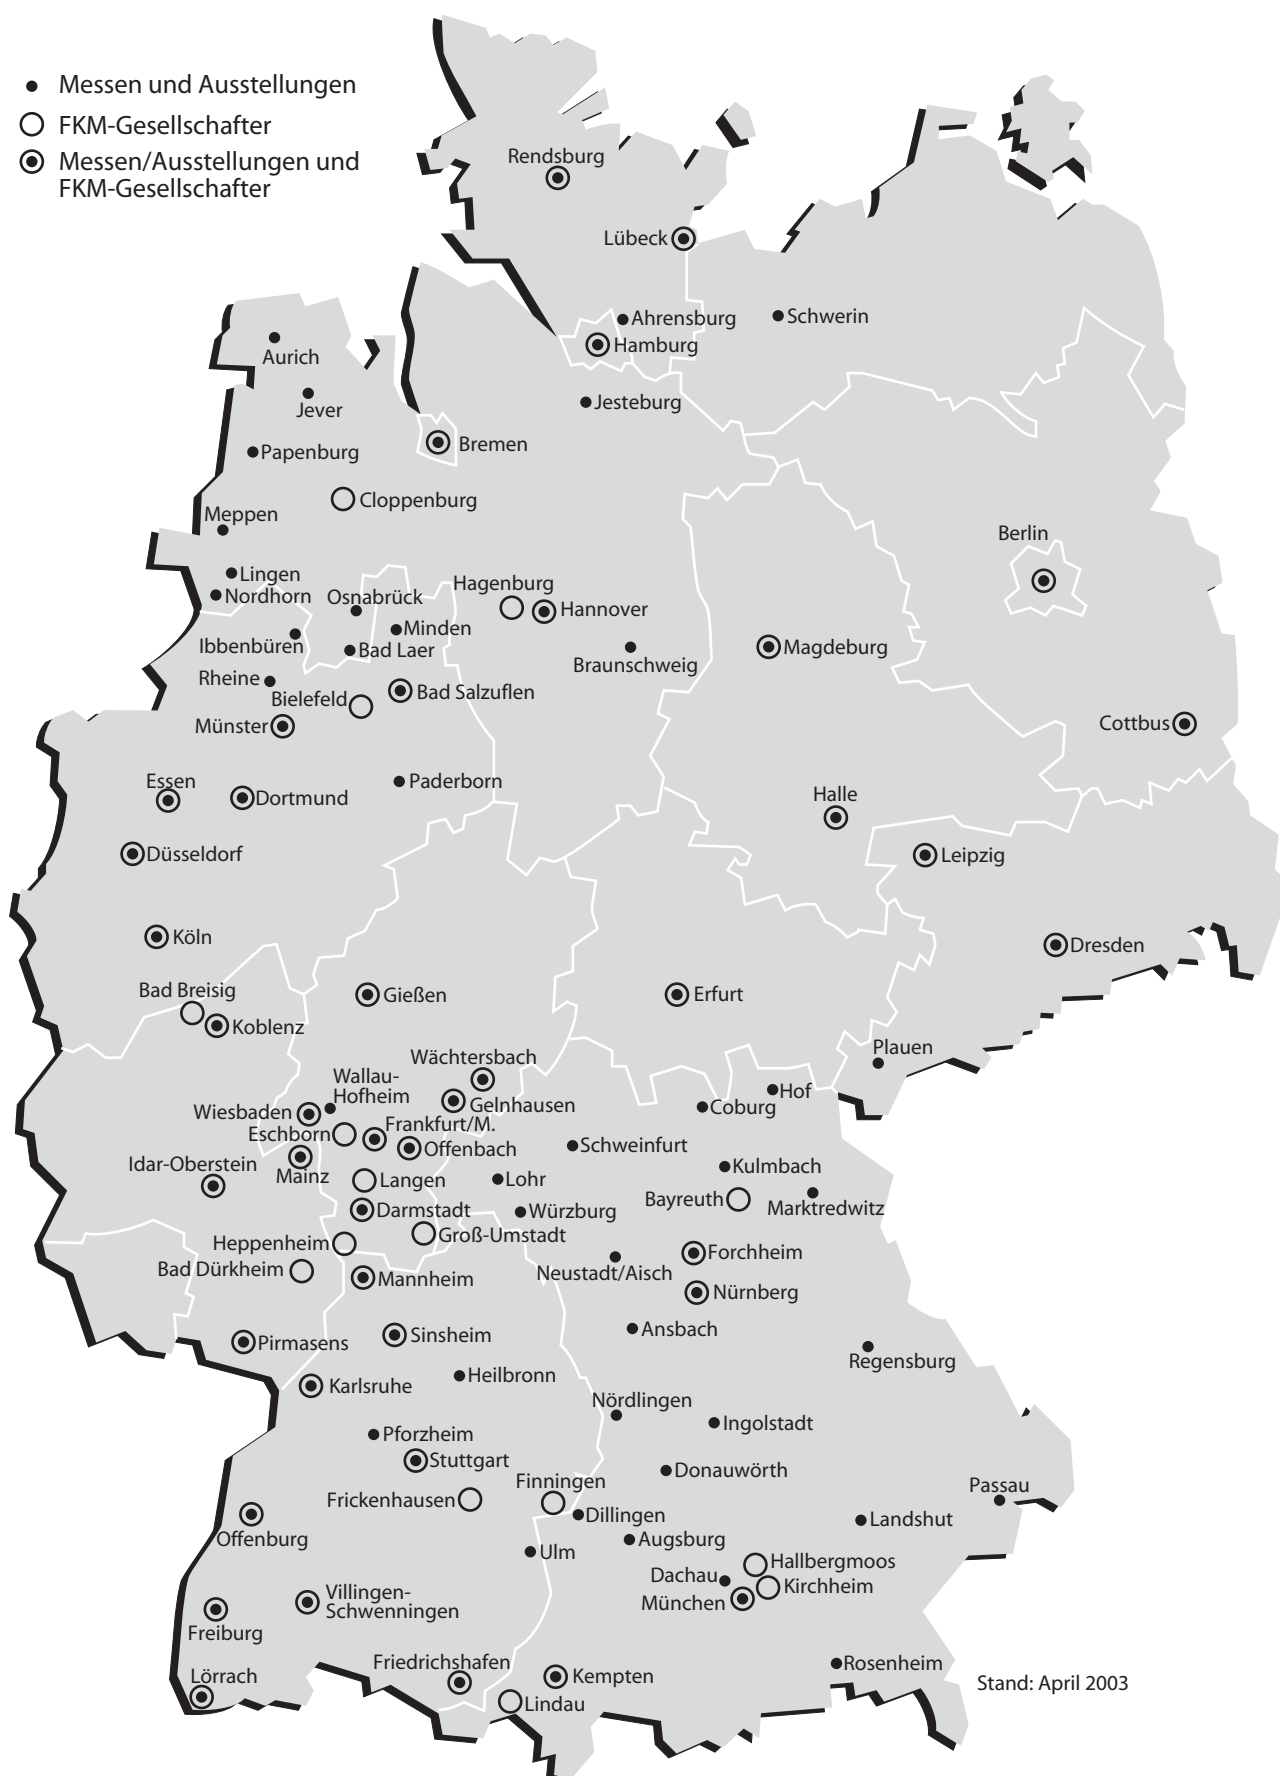 Messen und Ausstellungen
FKM-Gesellschafter
Messen/Ausstellungen und
FKM-Gesellschafter
Rendsburg
Lübeck
Ahrensburg
Schwerin
Hamburg
Aurich
Jever
Jesteburg
Bremen
Papenburg
Cloppenburg
Meppen
Berlin
Lingen
Hagenburg
Nordhorn
Osnabrück
Hannover
Minden
Ibbenbüren
Bad Laer
Magdeburg
Braunschweig
Rheine
Bielefeld
Bad Salzuflen
Münster
Cottbus
Essen
Paderborn
Dortmund
Halle
Düsseldorf
Leipzig
Köln
Dresden
Bad Breisig
Gießen
Erfurt
Koblenz
Plauen
Wächtersbach
Wallau-
Hofheim
Hof
Gelnhausen
Coburg
Wiesbaden
Frankfurt/M.
Eschborn
Offenbach
Schweinfurt
Idar-Oberstein
Mainz
Kulmbach
Langen
Lohr
Bayreuth
Marktredwitz
Darmstadt
Würzburg
Groß-Umstadt
Heppenheim
Forchheim
Bad Dürkheim
Mannheim
Neustadt/Aisch
Nürnberg
Pirmasens
Sinsheim
Ansbach
Regensburg
Heilbronn
Karlsruhe
Nördlingen
Ingolstadt
Pforzheim
Stuttgart
Donauwörth
Finningen
Passau
Frickenhausen
Dillingen
Landshut
Offenburg
Augsburg
Ulm
Hallbergmoos
Dachau
Kirchheim
Villingen-
Schwenningen
München
Freiburg
Friedrichshafen
Rosenheim
Lörrach
Kempten
Stand: April 2003
Lindau